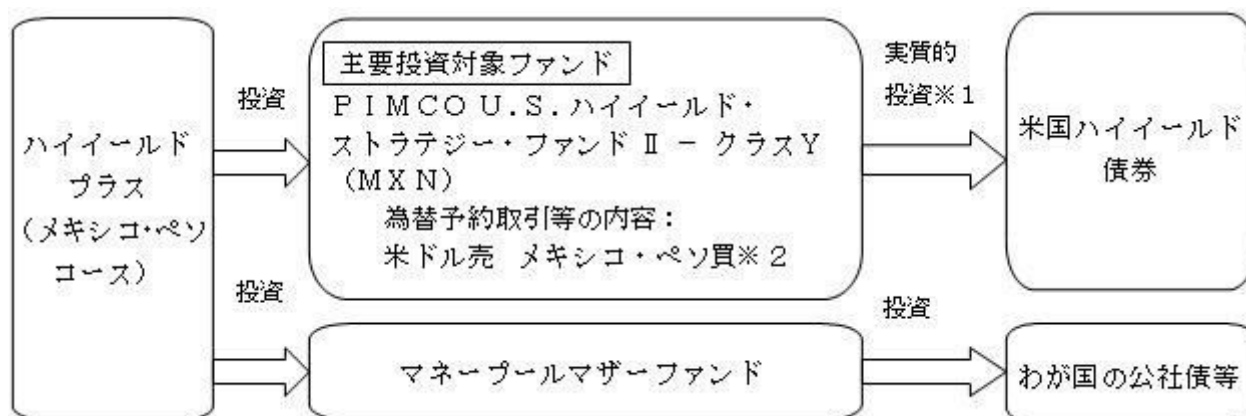 ハイイールド
プラス
（メキシコ・ペソ
コース）
投資
投資
主要投資対象ファンド
ＰＩＭＣＯ Ｕ.Ｓ.ハイイールド・
ストラテジー・ファンド Ⅱ － クラスＹ
（ＭＸＮ）
為替予約取引等の内容：
米ドル売　メキシコ・ペソ買※２
マネープールマザーファンド
実質的
投資※１
投資
米国ハイイールド
債券
わが国の公社債等